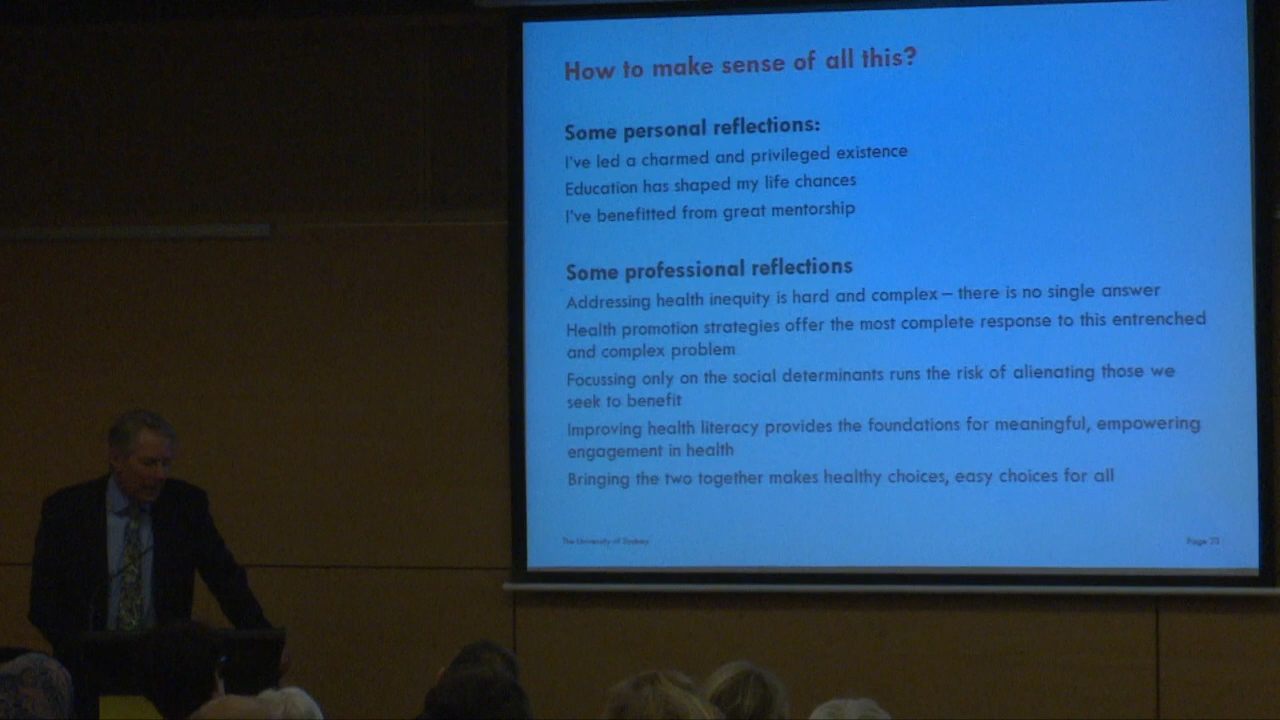 How to make sense of all this?
Some personal reflections:
I've led a charmed and privileged existence
Education has shaped my life chances
I've benefitted from great mentorship
Some professional reflections
Addressing health inequity is hard and complex – there is no single answer
Health promotion strategies offer the most complete response to this entrenched
and complex problem
Focussing only on the social determinants runs the risk of alienating those we
seek to benefit
Improving health literacy provides the foundations for meaningful, empowering
engagement in health
Bringing the two together makes healthy choices, easy choices for all
The University of Sydney
Page